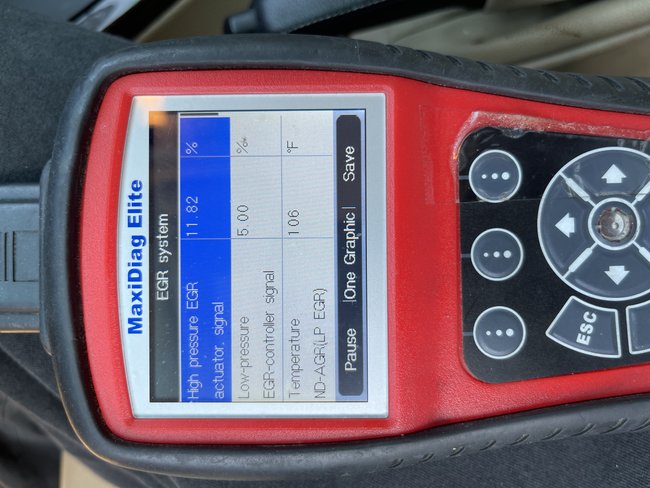 MaxiDiag Elite
EGR system
High pressure EGR 11.82 %
actuator, signal
Low-pressure 5.00 %
EGR-controller signal
Temperature 106 °F
ND-AGR(LP EGR)
Pause |One Graphic| Save
ESC